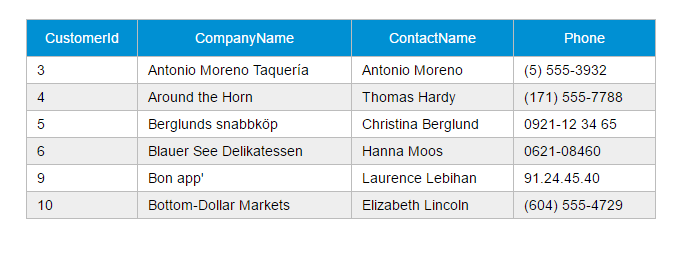 CustomerId CompanyName ContactName Phone
3 Antonio Moreno Taquería Antonio Moreno (5) 555-3932
4 Around the Horn Thomas Hardy (171) 555-7788
5 Berglunds snabbköp Christina Berglund 0921-12 34 65
6 Blauer See Delikatessen Hanna Moos 0621-08460
9 Bon app' Laurence Lebihan 91.24.45.40
10 Bottom-Dollar Markets Elizabeth Lincoln (604) 555-4729